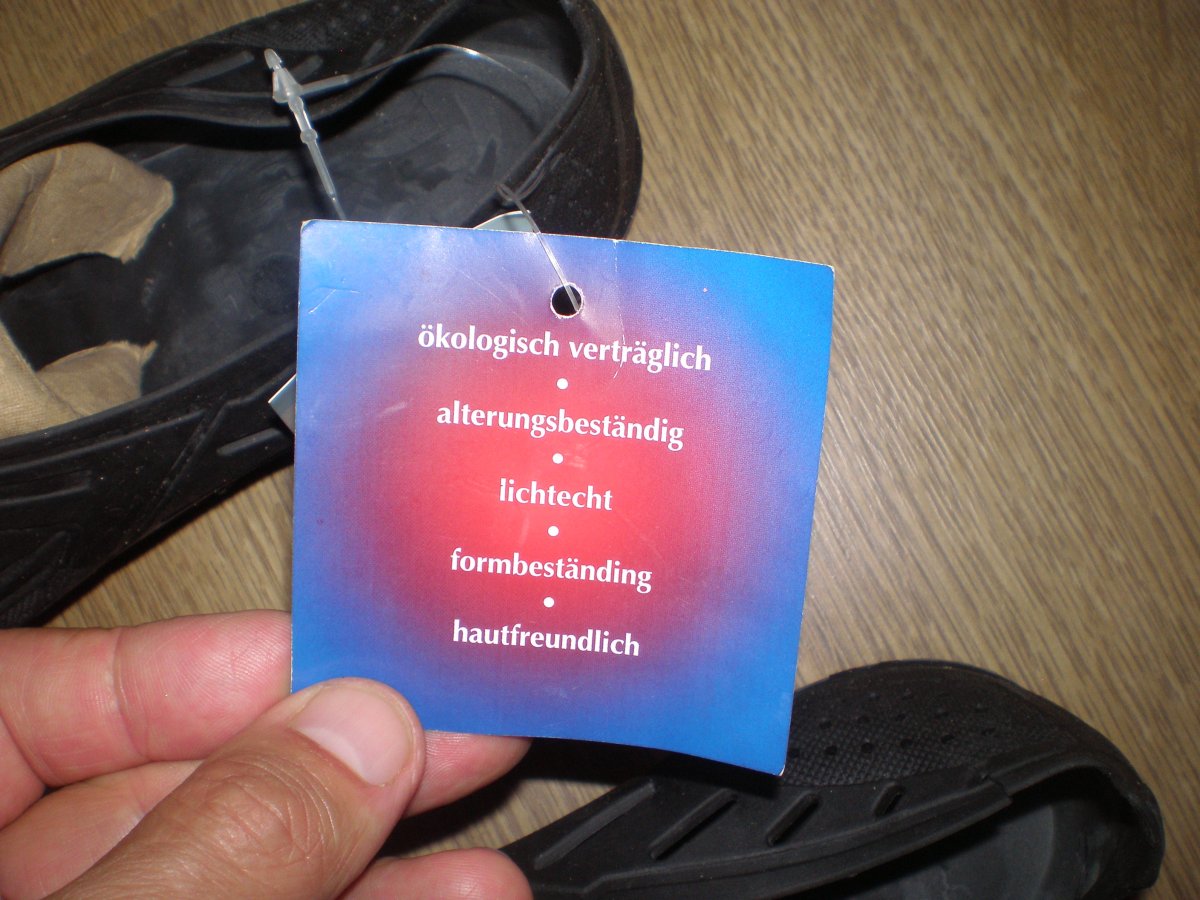 ökologisch verträglich
alterungsbeständig
lichtecht
formbeständing
hautfreundlich